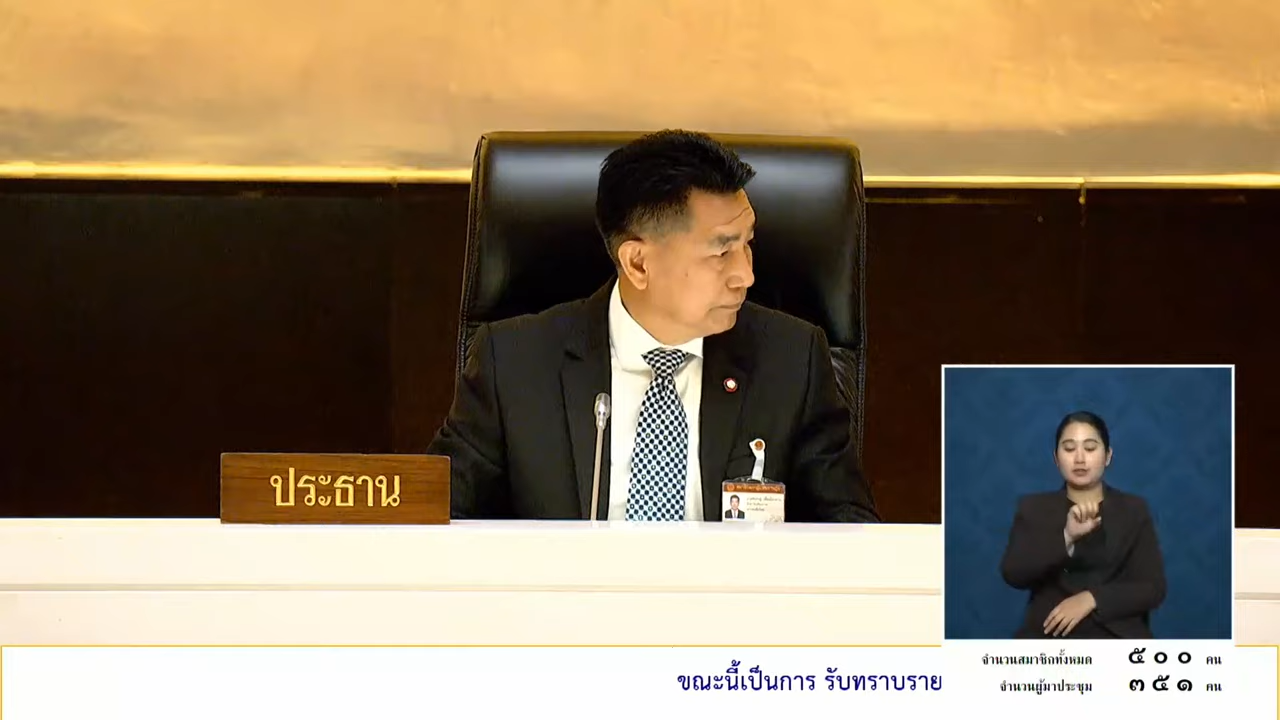 ประธาน
จำนวนสมาชิกทั้งหมด ๕๐๐ คน
ขณะนี้เป็นการ รับทราบราย
จำนวนผู้มาประชุม ๓๕๑ คน